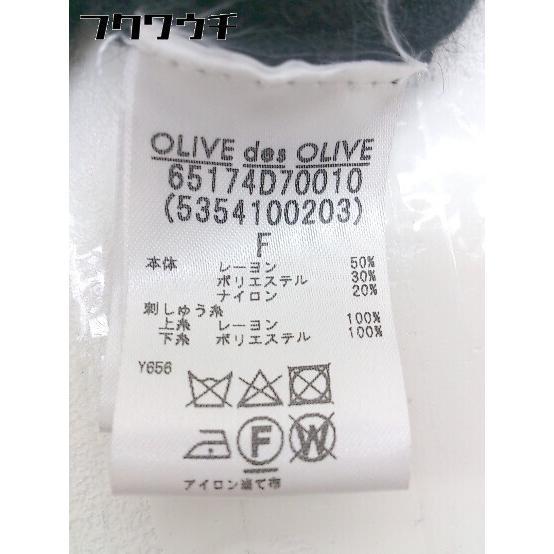 フクワウチ
OLIVE des OLIVE
65174D70010
(5354100203)
F
本体 レーヨン 50%
ポリエステル 30%
ナイロン 20%
刺しゅう糸
上糸 レーヨン 100%
下糸 ポリエステル 100%
Y656
F W
アイロン当て布